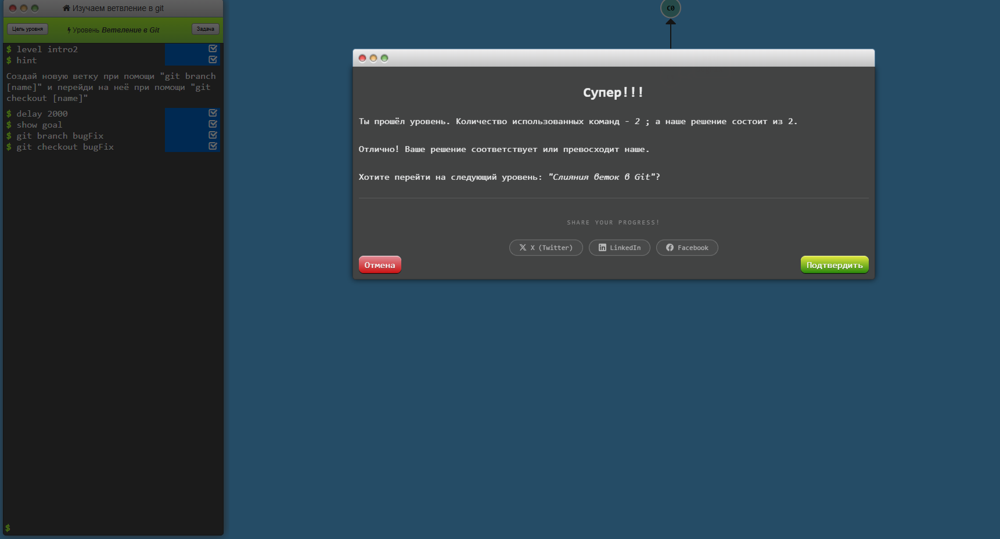 Изучаем ветвление в git
Цель уровня
Уровень Ветвление в Git
Задача
$ level intro2
$ hint
Создай новую ветку при помощи "git branch
[name]" и перейди на неё при помощи "git
checkout [name]"
$ delay 2000
$ show goal
$ git branch bugFix
$ git checkout bugFix
$
C0
Супер!!!
Ты прошёл уровень. Количество использованных команд - 2 ; а наше решение состоит из 2.
Отлично! Ваше решение соответствует или превосходит наше.
Хотите перейти на следующий уровень: "Слияния веток в Git"?
SHARE YOUR PROGRESS!
X (Twitter)
LinkedIn
Facebook
Отмена
Подтвердить